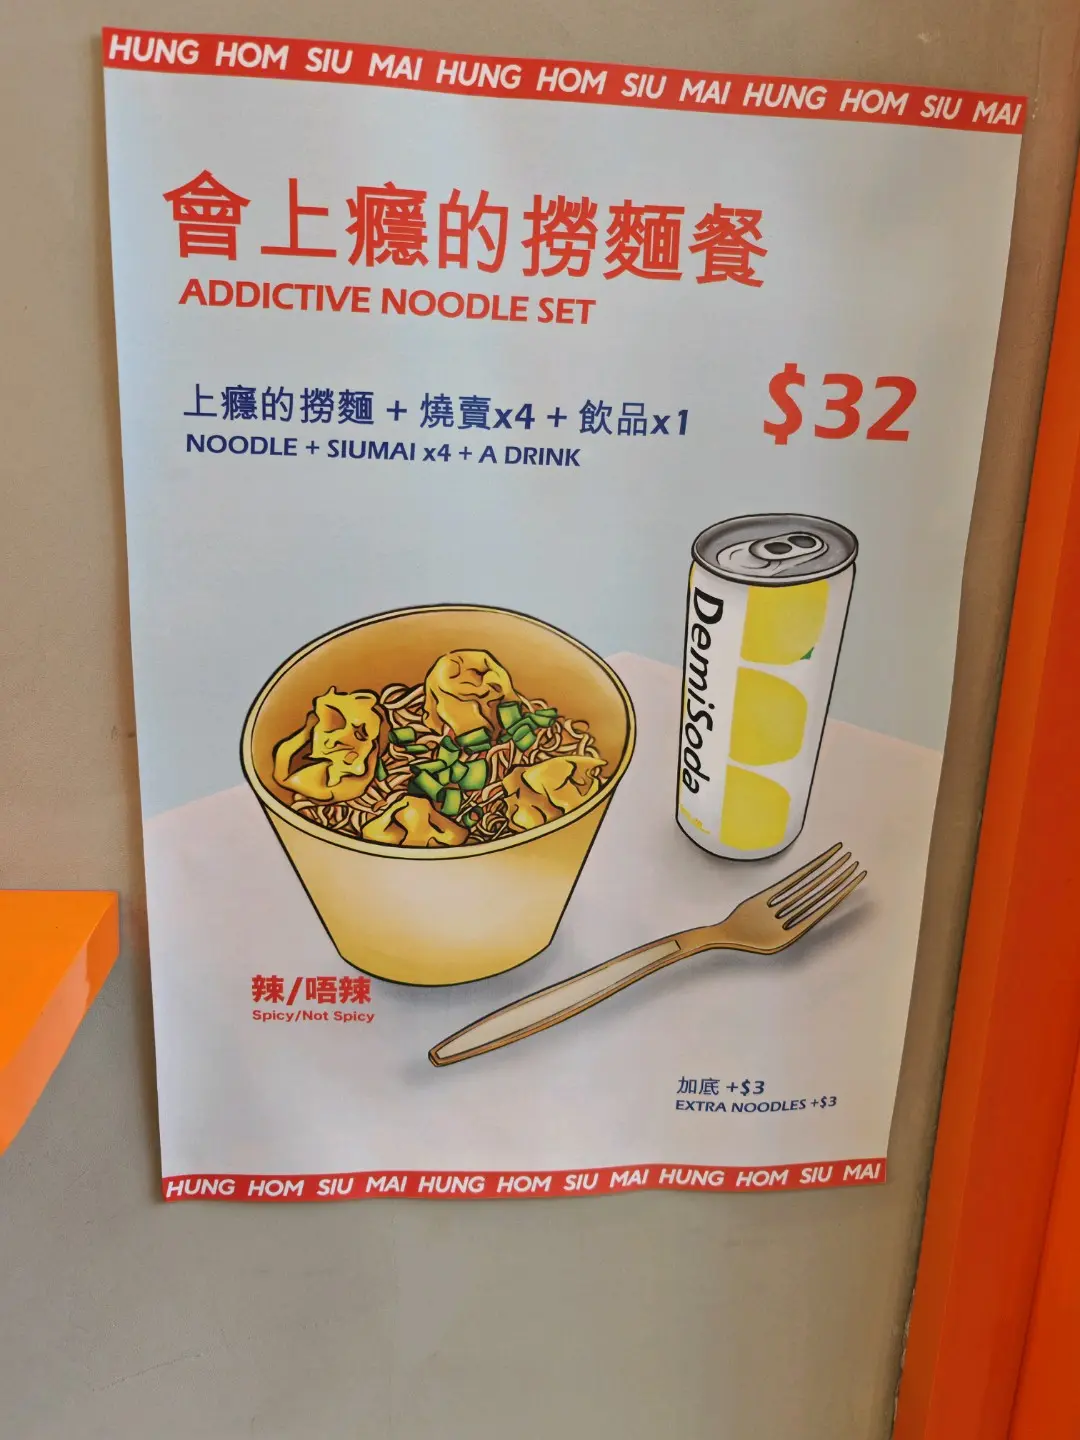 HUNG HOM SIU MAI HUNG HOM SIU MAI HUNG HOM SIU MAI
會上癮的撈麵餐
ADDICTIVE NOODLE SET
上癮的撈麵 + 燒賣x4 + 飲品x1
NOODLE + SIUMAI x4 + A DRINK
$32
DemiSoda
辣/唔辣
Spicy/Not Spicy
加底 +$3
EXTRA NOODLES +$3
HUNG HOM SIU MAI HUNG HOM SIU MAI HUNG HOM SIU MAI